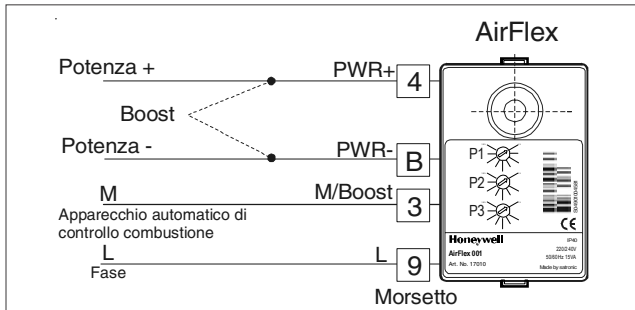 AirFlex
Potenza +
PWR+
4
Boost
Potenza -
PWR-
B
M
M/Boost
3
Apparecchio automatico di
controllo combustione
L
L
9
Fase
Morsetto
P1
P2
P3
CE
Honeywell
AirFlex 001
Art. No. 17010
IP40
220/240V
50/60Hz 15VA
Made by satronic